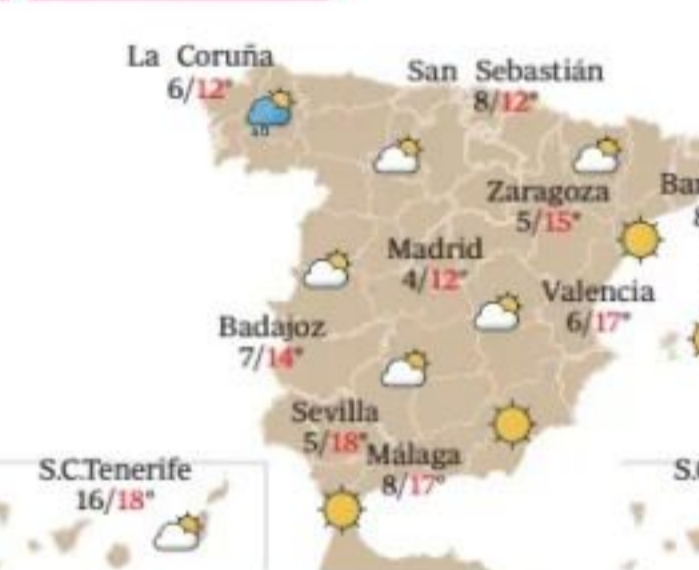 La Coruña
6/12°
San Sebastián
8/12°
Zaragoza
5/15°
Madrid
4/12°
Valencia
6/17°
Badajoz
7/14°
Sevilla
5/18°
Málaga
8/17°
S.C.Tenerife
16/18°